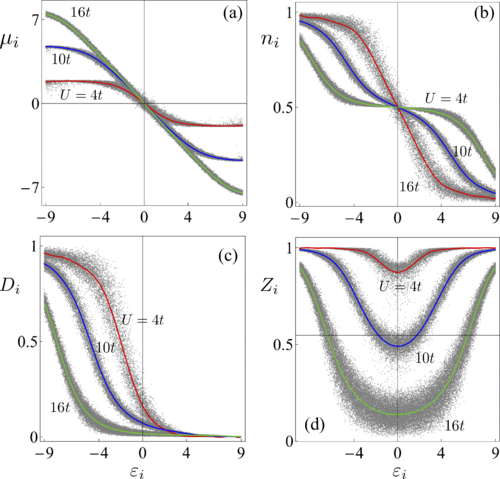 (a)
μi
7
0
−7
16t
10t
U = 4t
−9 −4 0 4 9
(b)
ni
1
0.5
0
U = 4t
10t
16t
−9 −4 0 4 9
(c)
Di
1
0.5
0
U = 4t
10t
16t
−9 −4 0 4 9
εi
(d)
Zi
1
0.5
0
U = 4t
10t
16t
−9 −4 0 4 9
εi